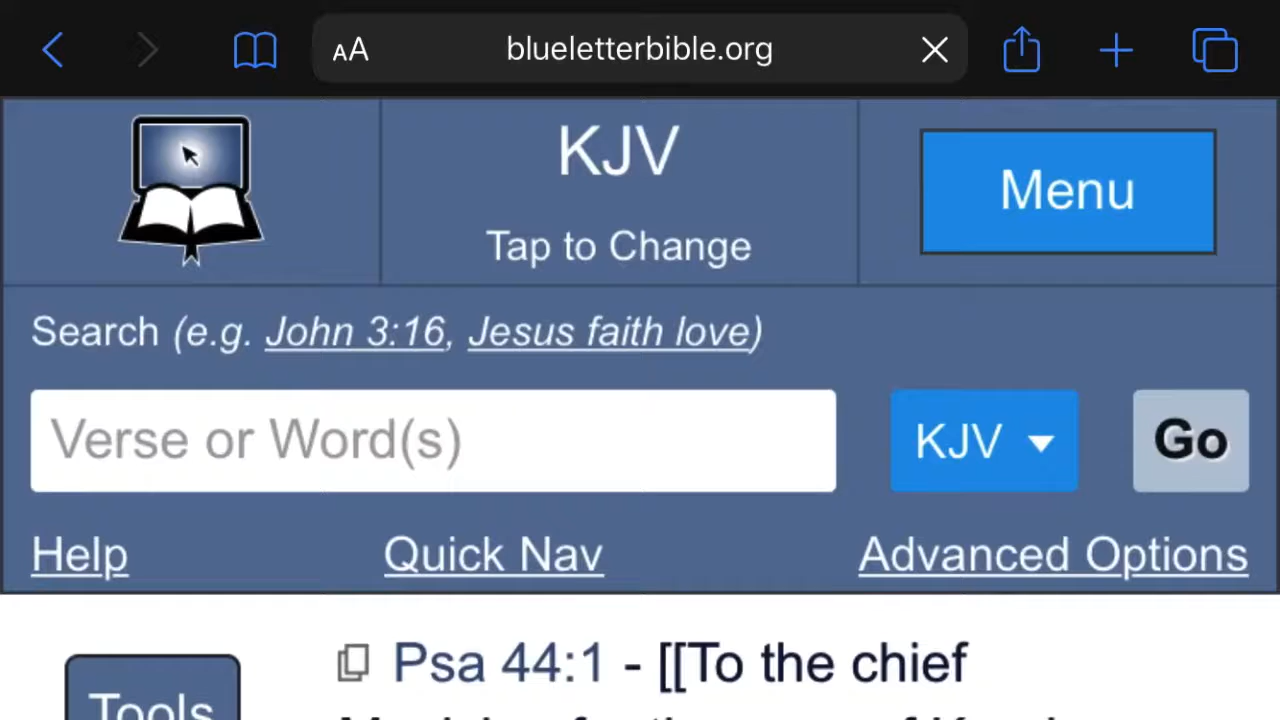 AA blueletterbible.org
KJV
Tap to Change
Menu
Search (e.g. John 3:16, Jesus faith love)
Verse or Word(s)
KJV
Go
Help Quick Nav Advanced Options
Psa 44:1 - [[To the chief
Tools